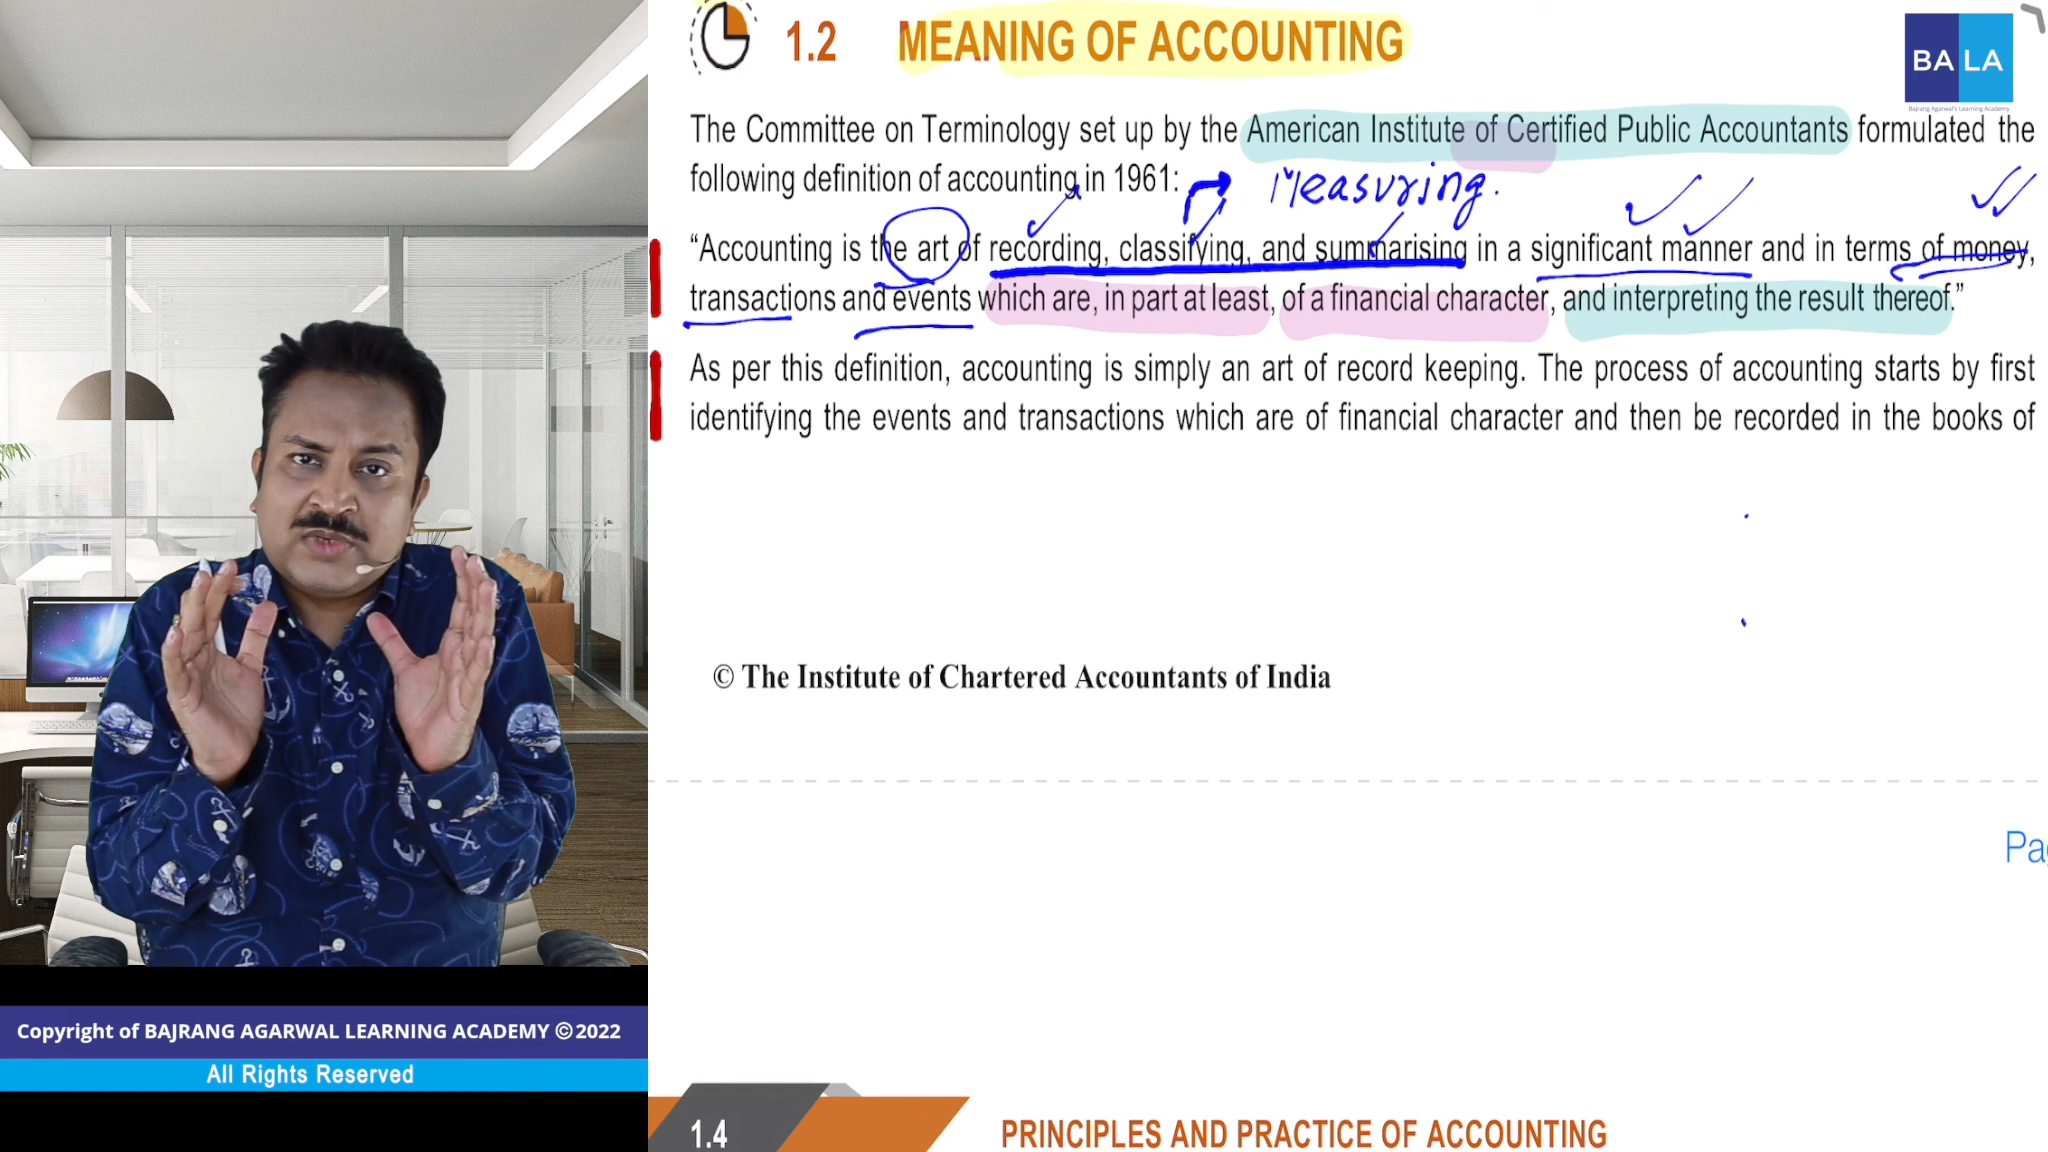 1.2 MEANING OF ACCOUNTING
BA LA
Bajrang Agarwal's Learning Academy
The Committee on Terminology set up by the American Institute of Certified Public Accountants formulated the
following definition of accounting in 1961:
Measuring.
“Accounting is the art of recording, classifying, and summarising in a significant manner and in terms of money,
transactions and events which are, in part at least, of a financial character, and interpreting the result thereof.”
As per this definition, accounting is simply an art of record keeping. The process of accounting starts by first
identifying the events and transactions which are of financial character and then be recorded in the books of
© The Institute of Chartered Accountants of India
Copyright of BAJRANG AGARWAL LEARNING ACADEMY © 2022
All Rights Reserved
1.4 PRINCIPLES AND PRACTICE OF ACCOUNTING